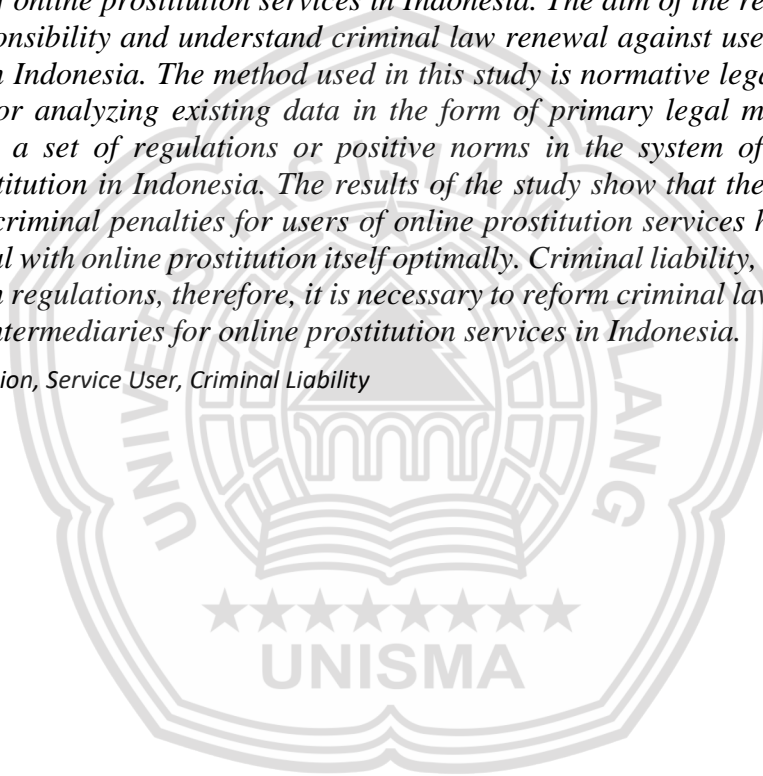 f online prostitution services in Indonesia. The aim of the re
onsibility and understand criminal law renewal against use
n Indonesia. The method used in this study is normative lega
or analyzing existing data in the form of primary legal m
a set of regulations or positive norms in the system of
titution in Indonesia. The results of the study show that the
criminal penalties for users of online prostitution services h
al with online prostitution itself optimally. Criminal liability,
n regulations, therefore, it is necessary to reform criminal law
ntermediaries for online prostitution services in Indonesia.
ion, Service User, Criminal Liability
UNIVERSITAS ISLAM MALANG
UNISMA